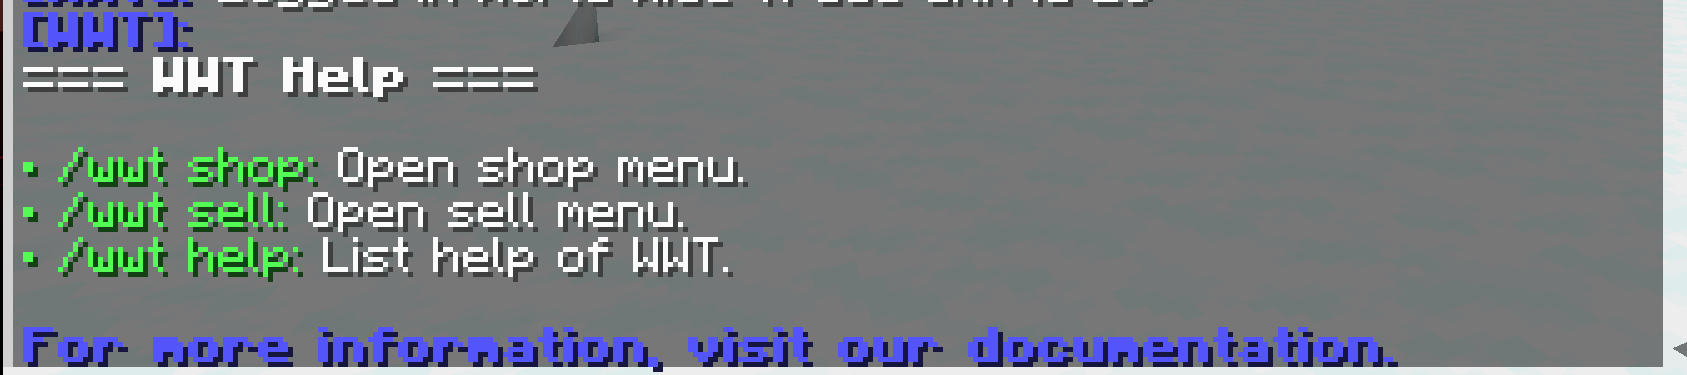 [WWT]:
=== WWT Help ===
• /wwt shop: Open shop menu.
• /wwt sell: Open sell menu.
• /wwt help: List help of WWT.
For more information, visit our documentation.